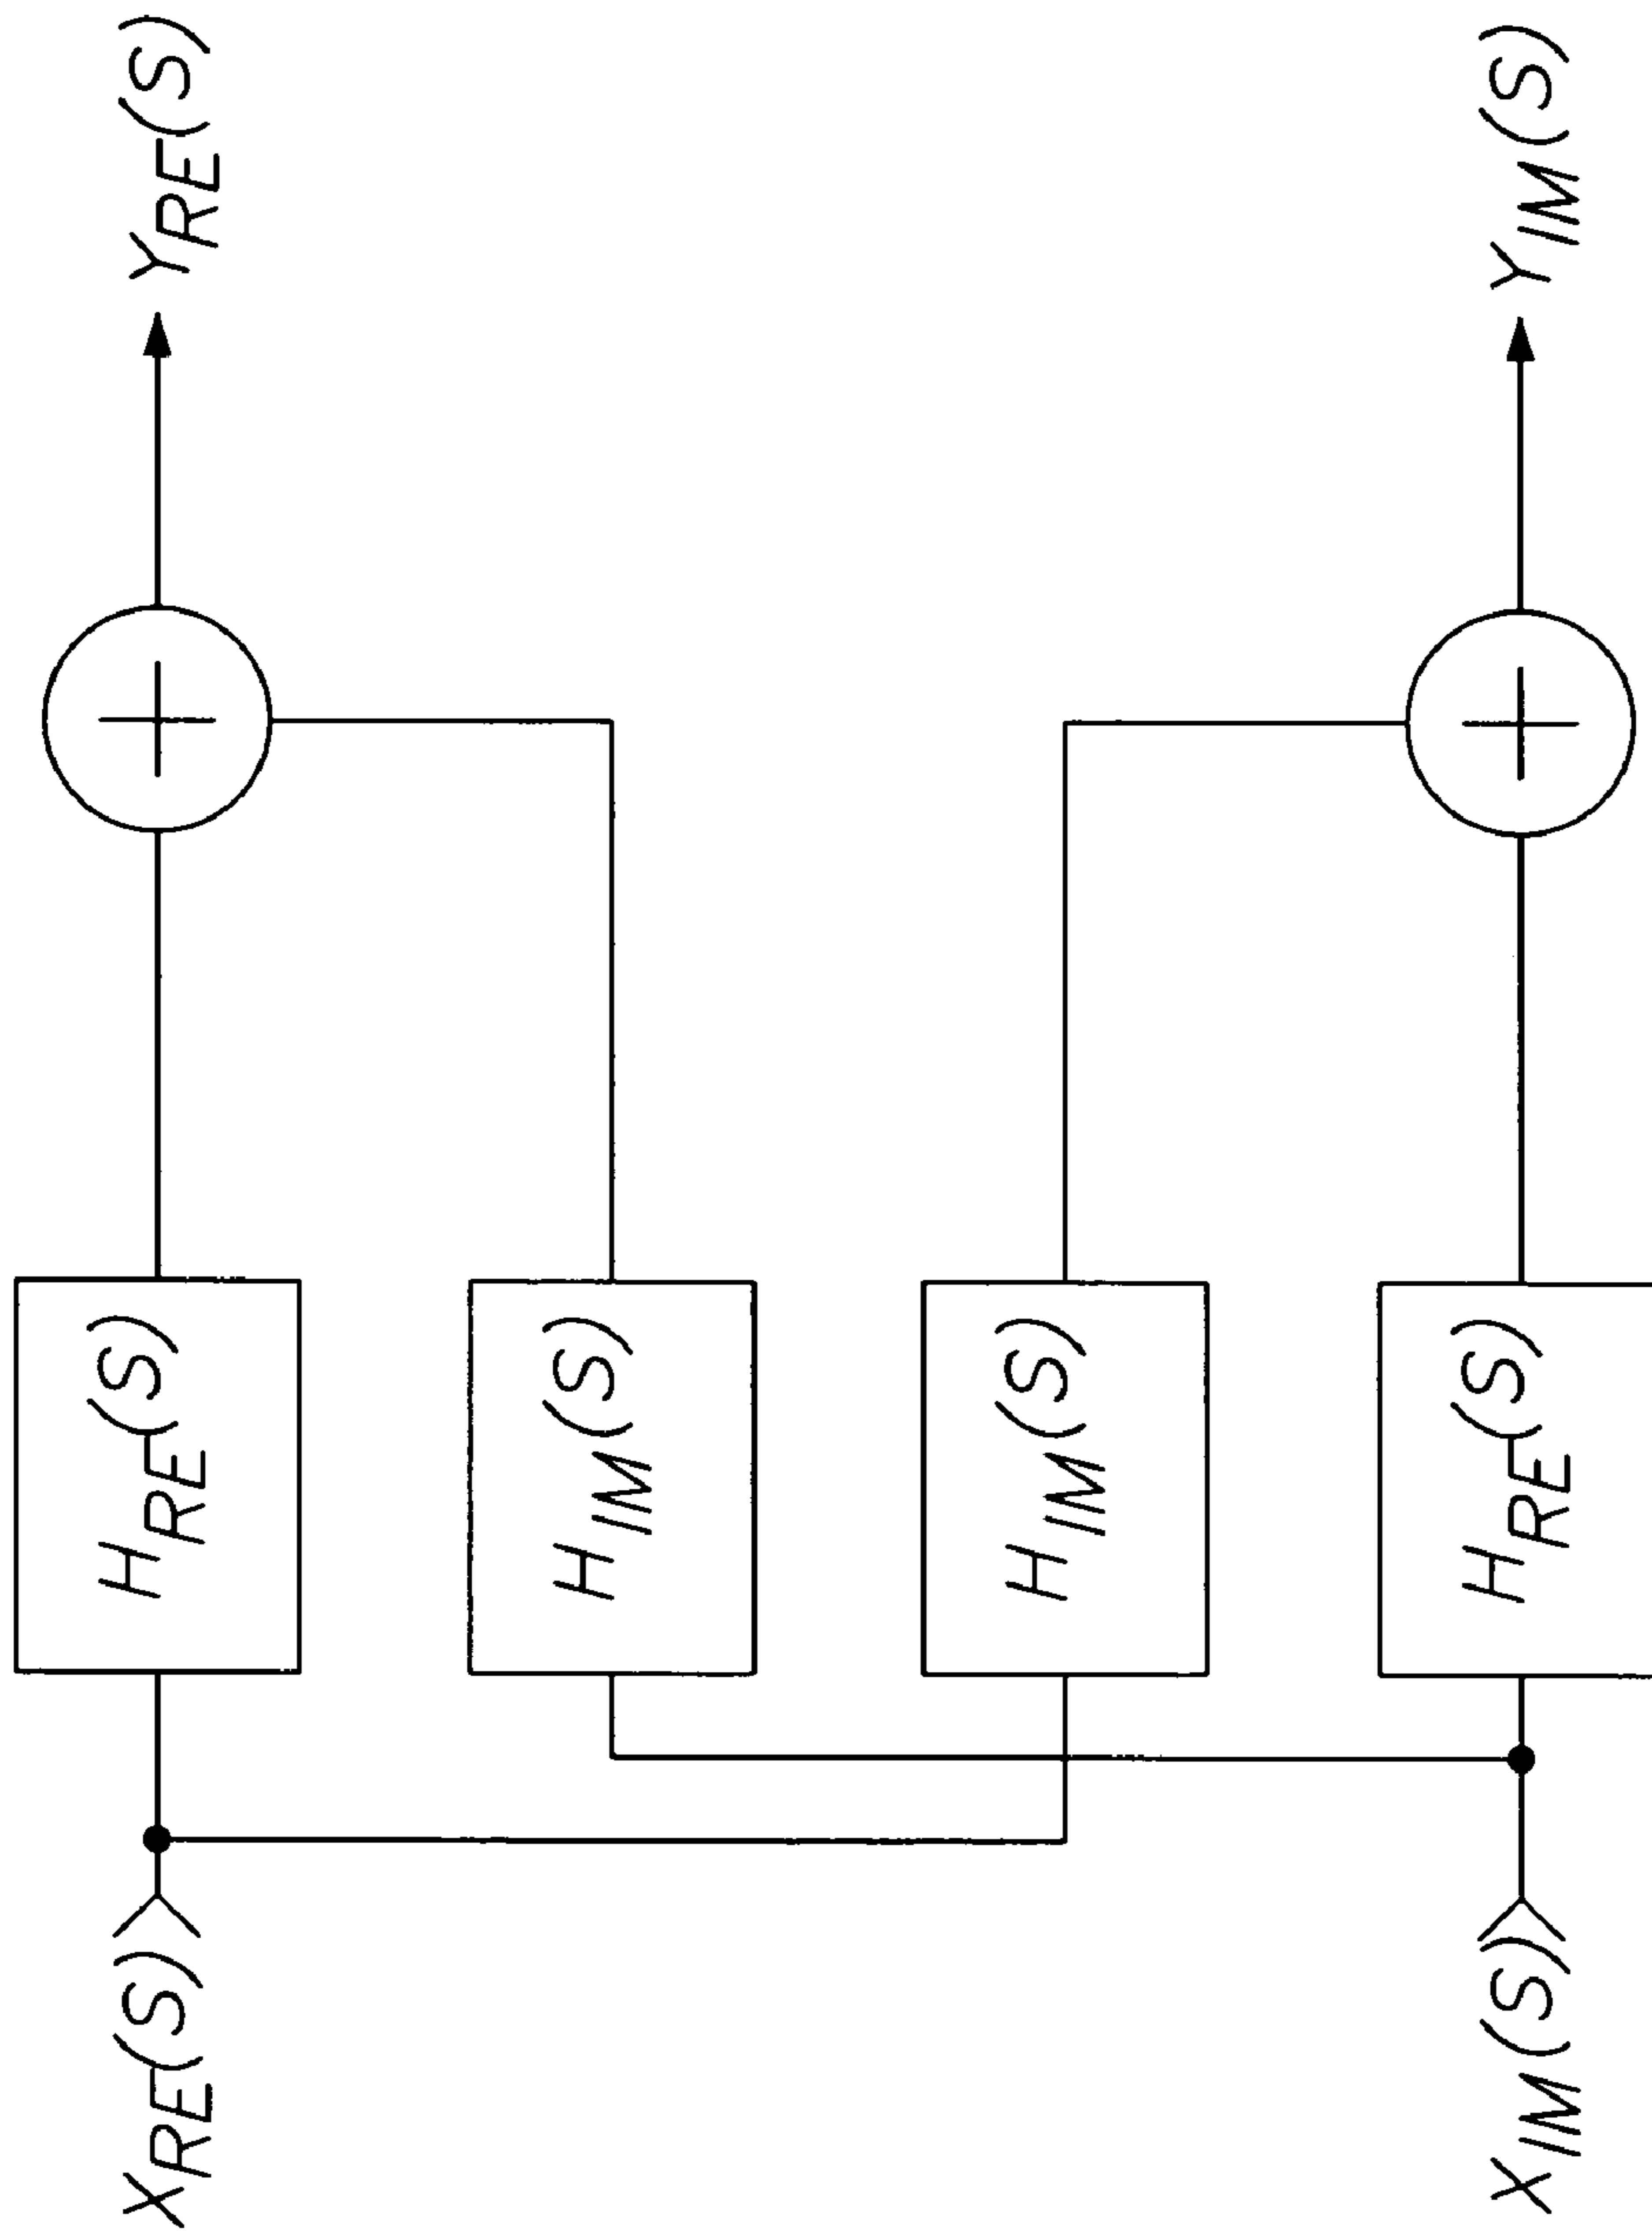 X_RE(S)
H_RE(S)
+
Y_RE(S)
H_IM(S)
H_IM(S)
X_IM(S)
H_RE(S)
+
Y_IM(S)